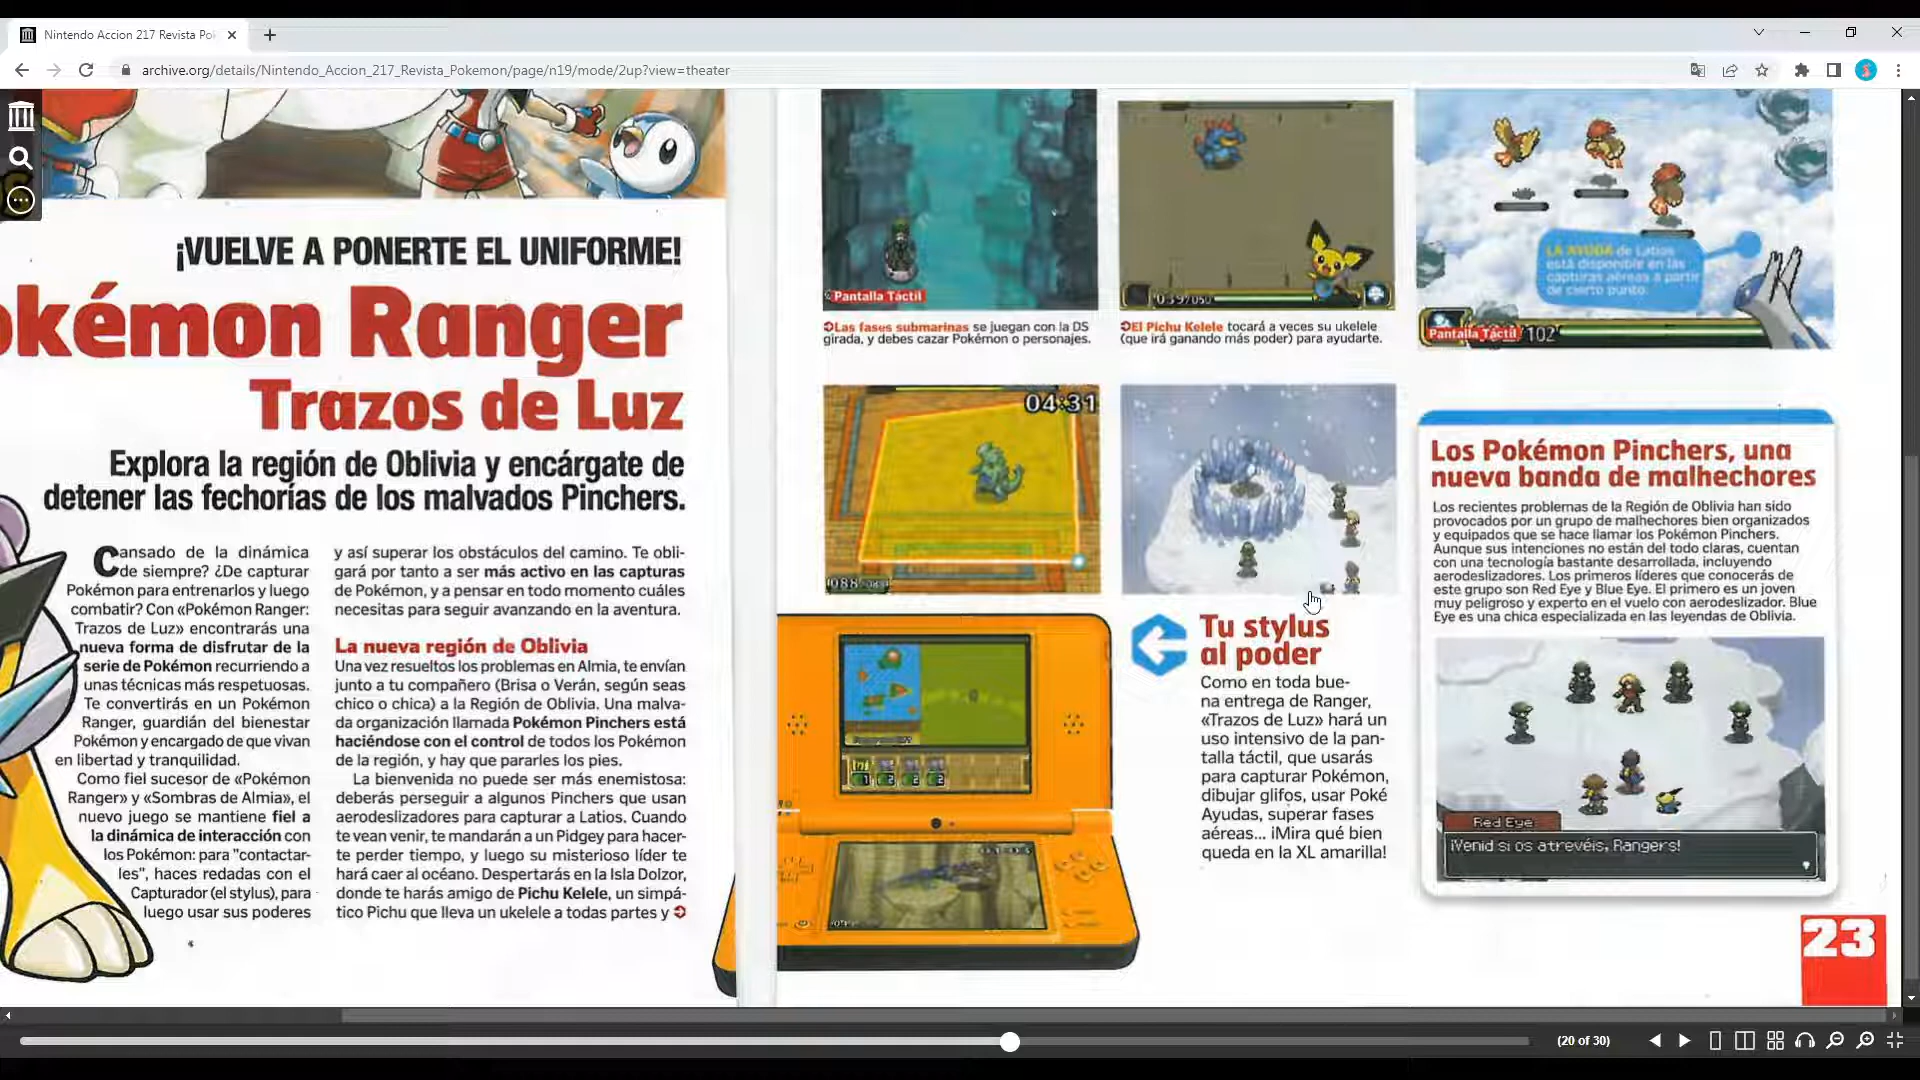 Nintendo Accion 217 Revista Pok
archive.org/details/Nintendo_Accion_217_Revista_Pokemon/page/n19/mode/2up?view=theater
¡VUELVE A PONERTE EL UNIFORME!
okémon Ranger
Trazos de Luz
Explora la región de Oblivia y encárgate de
detener las fechorías de los malvados Pinchers.
Cansado de la dinámica
de siempre? ¿De capturar
Pokémon para entrenarlos y luego
combatir? Con «Pokémon Ranger:
Trazos de Luz» encontrarás una
nueva forma de disfrutar de la
serie de Pokémon recurriendo a
unas técnicas más respetuosas.
Te convertirás en un Pokémon
Ranger, guardián del bienestar
Pokémon y encargado de que vivan
en libertad y tranquilidad.
Como fiel sucesor de «Pokémon
Ranger» y «Sombras de Almia», el
nuevo juego se mantiene fiel a
la dinámica de interacción con
los Pokémon: para "contactar-
les", haces redadas con el
Capturador (el stylus), para
luego usar sus poderes
y así superar los obstáculos del camino. Te obli-
gará por tanto a ser más activo en las capturas
de Pokémon, y a pensar en todo momento cuáles
necesitas para seguir avanzando en la aventura.
La nueva región de Oblivia
Una vez resueltos los problemas en Almia, te envían
junto a tu compañero (Brisa o Verán, según seas
chico o chica) a la Región de Oblivia. Una malva-
da organización llamada Pokémon Pinchers está
haciéndose con el control de todos los Pokémon
de la región, y hay que pararles los pies.
La bienvenida no puede ser más enemistosa:
deberás perseguir a algunos Pinchers que usan
aerodeslizadores para capturar a Latios. Cuando
te vean venir, te mandarán a un Pidgey para hacer-
te perder tiempo, y luego su misterioso líder te
hará caer al océano. Despertarás en la Isla Dolzor,
donde te harás amigo de Pichu Kelele, un simpá-
tico Pichu que lleva un ukelele a todas partes y
Pantalla Táctil
Las fases submarinas se juegan con la DS
girada, y debes cazar Pokémon o personajes.
El Pichu Kelele tocará a veces su ukelele
(que irá ganando más poder) para ayudarte.
LA AYUDA de Latias
está disponible en las
capturas aéreas a partir
de cierto punto.
Pantalla Táctil
102
04:31
Tu stylus
al poder
Como en toda bue-
na entrega de Ranger,
«Trazos de Luz» hará un
uso intensivo de la pan-
talla táctil, que usarás
para capturar Pokémon,
dibujar glifos, usar Poké
Ayudas, superar fases
aéreas... ¡Mira qué bien
queda en la XL amarilla!
Los Pokémon Pinchers, una
nueva banda de malhechores
Los recientes problemas de la Región de Oblivia han sido
provocados por un grupo de malhechores bien organizados
y equipados que se hace llamar los Pokémon Pinchers.
Aunque sus intenciones no están del todo claras, cuentan
con una tecnología bastante desarrollada, incluyendo
aerodeslizadores. Los primeros líderes que conocerás de
este grupo son Red Eye y Blue Eye. El primero es un joven
muy peligroso y experto en el vuelo con aerodeslizador. Blue
Eye es una chica especializada en las leyendas de Oblivia.
Red Eye
¡Venid si os atrevéis, Rangers!
23
(20 of 30)